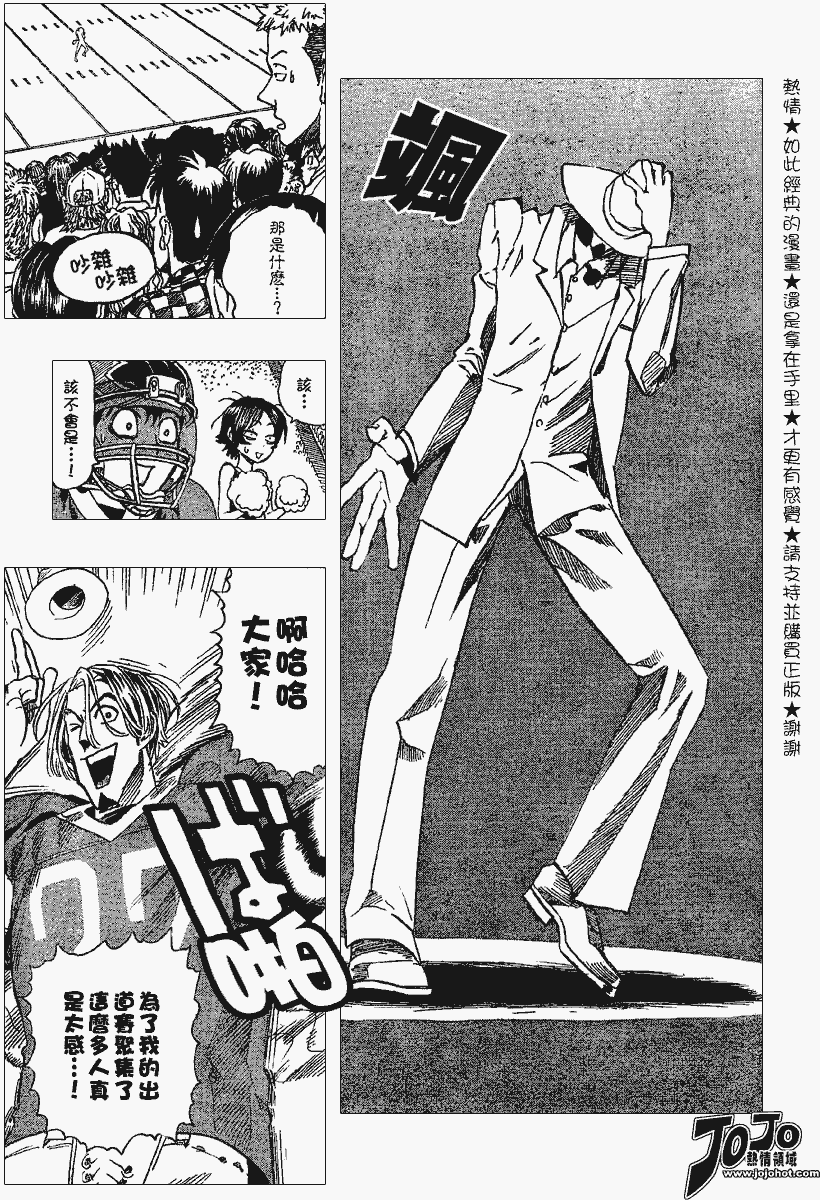 熱情★如此經典的漫畫★還是拿在手里★才更有感覺★請支持並購買正版★謝謝
颯
那是什麼…?
吵雜
吵雜
該…
該不會是…!
啊哈哈
大家!
ばし
啪
為了我的出
道賽聚集了
這麼多人真
是太感…!
JOJO
熱情領域
www.jojohot.com